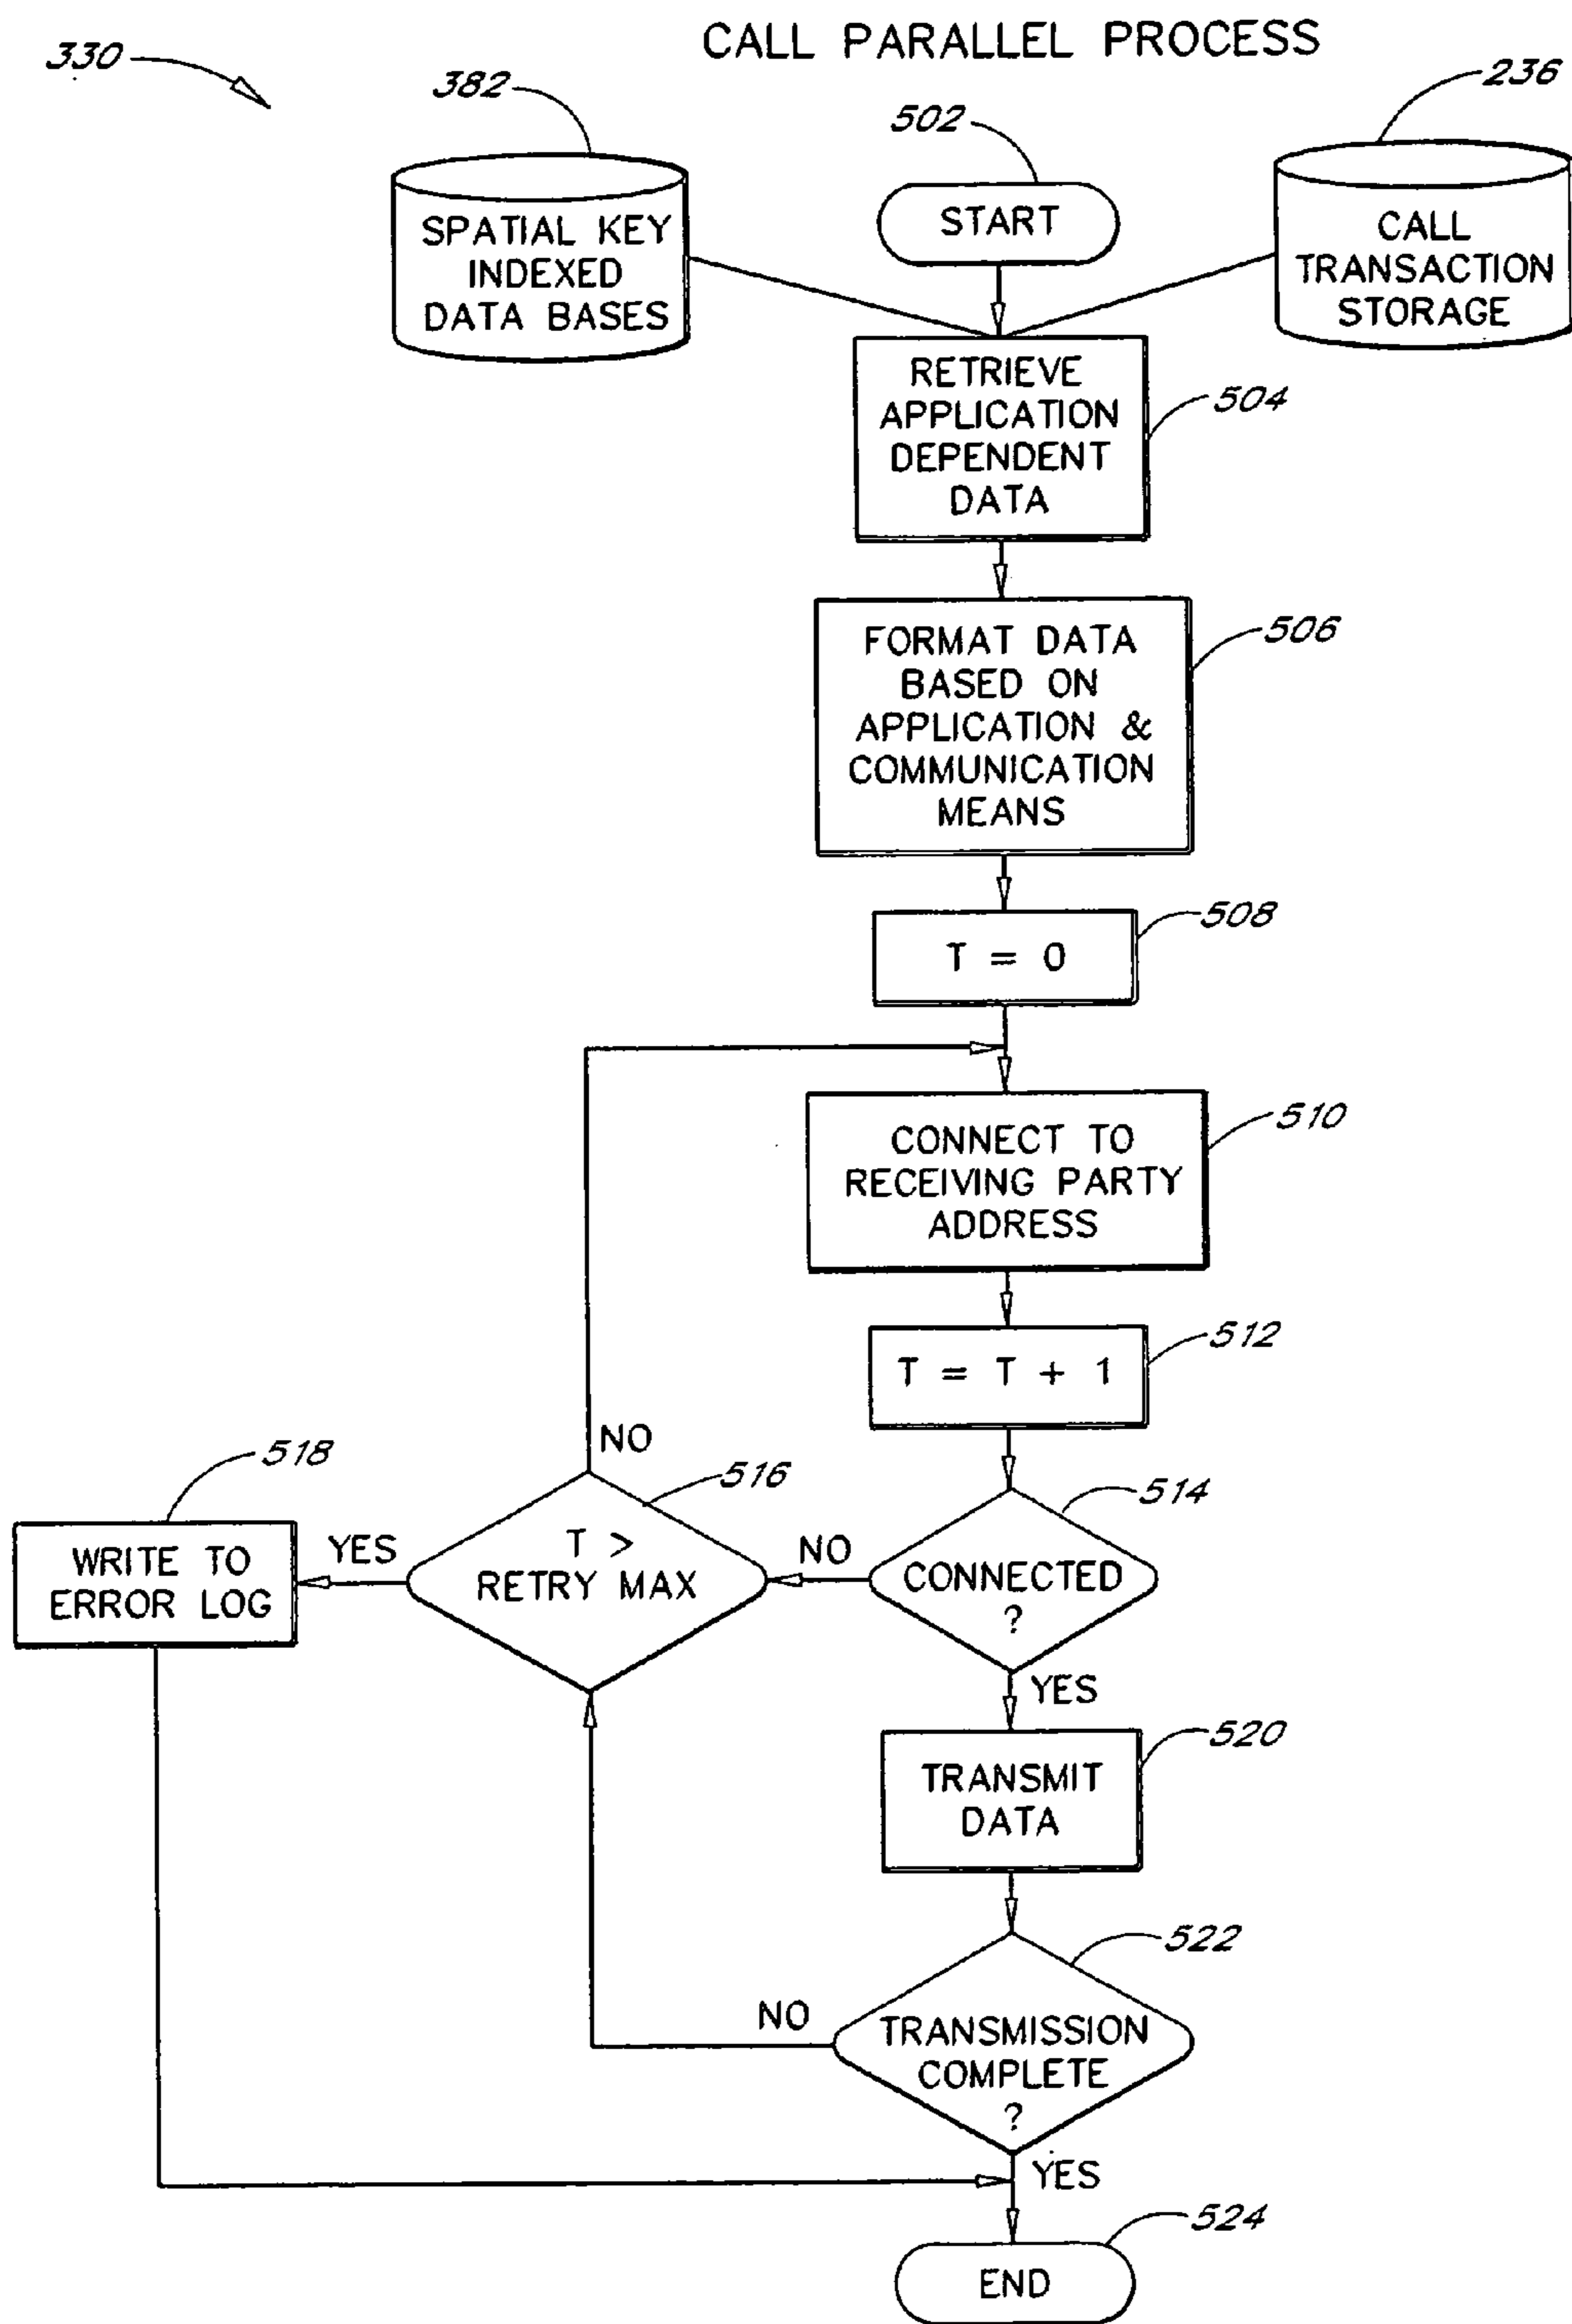 CALL PARALLEL PROCESS
330
382
502
236
SPATIAL KEY
INDEXED
DATA BASES
START
CALL
TRANSACTION
STORAGE
RETRIEVE
APPLICATION
DEPENDENT
DATA
504
FORMAT DATA
BASED ON
APPLICATION &
COMMUNICATION
MEANS
506
T = 0
508
CONNECT TO
RECEIVING PARTY
ADDRESS
510
T = T + 1
512
NO
518
516
514
WRITE TO
ERROR LOG
YES
T >
RETRY MAX
NO
CONNECTED
?
YES
TRANSMIT
DATA
520
522
NO
TRANSMISSION
COMPLETE
?
YES
524
END